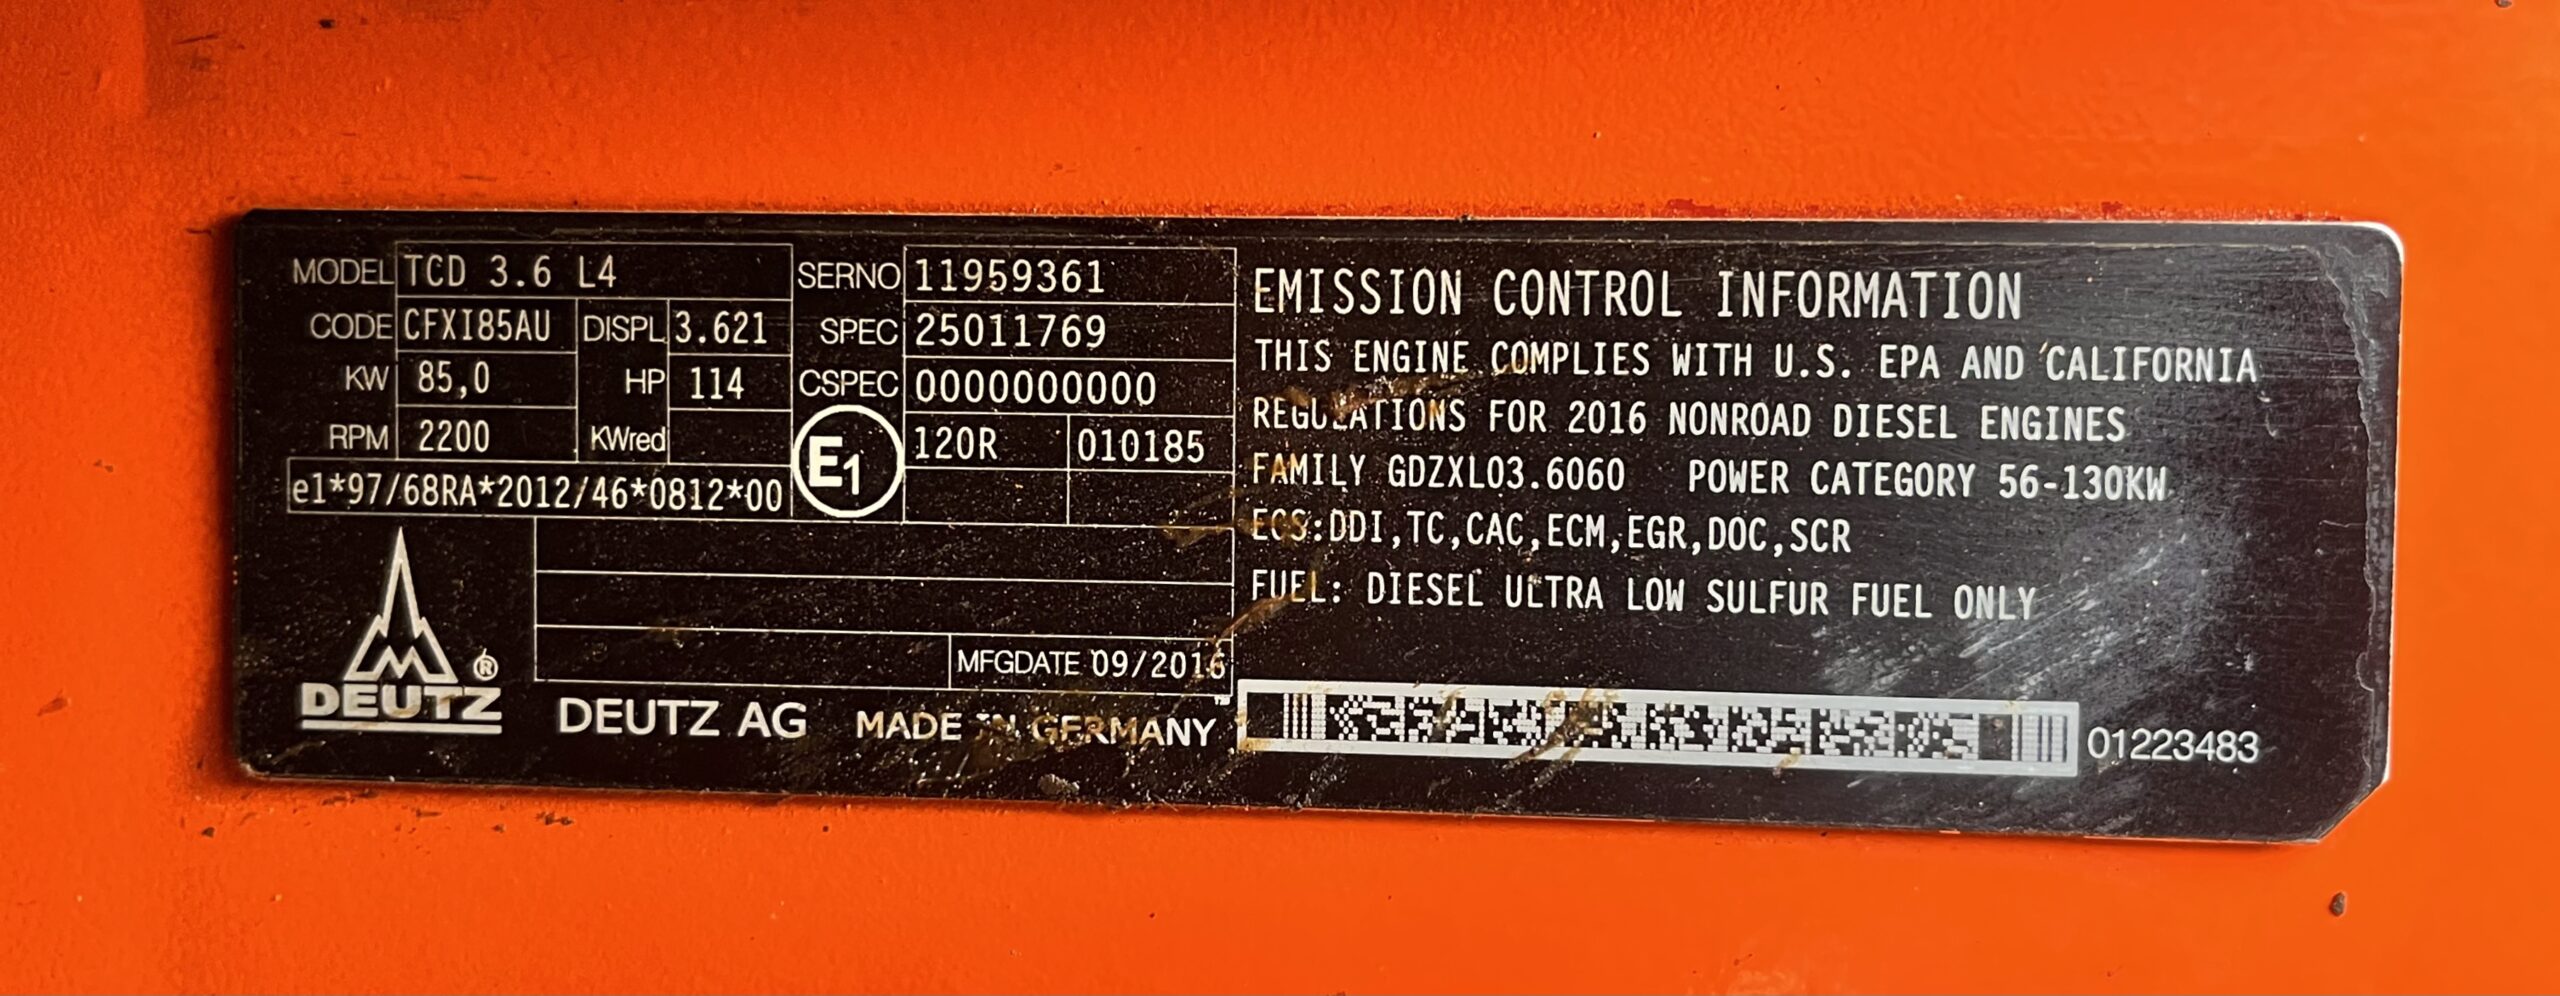 MODEL TCD 3.6 L4 SERNO 11959361
CODE CFXI85AU DISPL 3.621 SPEC 25011769
KW 85,0 HP 114 CSPEC 0000000000
RPM 2200 KWred E1 120R 010185
e1*97/68RA*2012/46*0812*00
MFGDATE 09/2016
DEUTZ ® DEUTZ AG MADE IN GERMANY
EMISSION CONTROL INFORMATION
THIS ENGINE COMPLIES WITH U.S. EPA AND CALIFORNIA
REGULATIONS FOR 2016 NONROAD DIESEL ENGINES
FAMILY GDZXL03.6060 POWER CATEGORY 56-130KW
ECS:DDI,TC,CAC,ECM,EGR,DOC,SCR
FUEL: DIESEL ULTRA LOW SULFUR FUEL ONLY
01223483